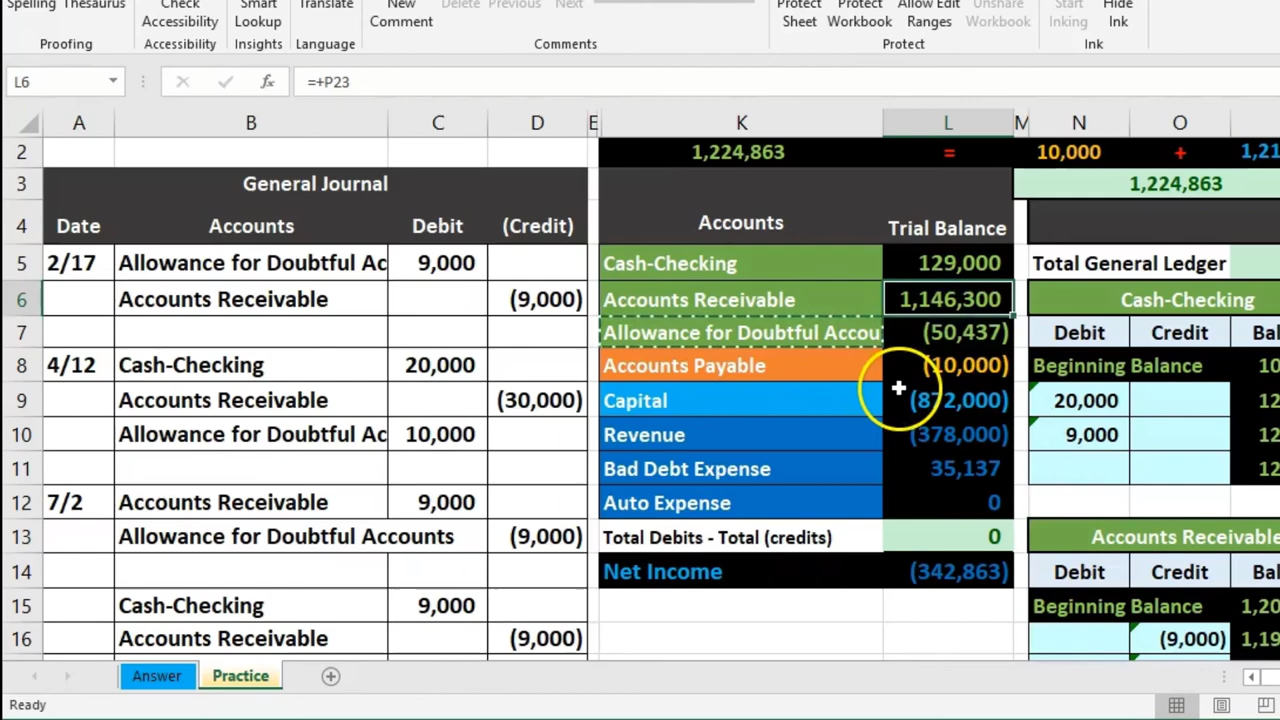 Spelling Thesaurus Check Smart Translate New Delete Previous Next Protect Protect Allow Edit Unshare Start Hide
Accessibility Lookup Comment Sheet Workbook Ranges Workbook Inking Ink
Proofing Accessibility Insights Language Comments Protect Ink
L6 fx =+P23
A B C D E K L M N O
2 1,224,863 = 10,000 + 1,21
3 General Journal 1,224,863
4 Date Accounts Debit (Credit) Accounts Trial Balance
5 2/17 Allowance for Doubtful Ac 9,000 Cash-Checking 129,000 Total General Ledger
6 Accounts Receivable (9,000) Accounts Receivable 1,146,300 Cash-Checking
7 Allowance for Doubtful Accou (50,437) Debit Credit Bal
8 4/12 Cash-Checking 20,000 Accounts Payable (10,000) Beginning Balance 10
9 Accounts Receivable (30,000) Capital (872,000) 20,000 12
10 Allowance for Doubtful Ac 10,000 Revenue (378,000) 9,000 12
11 Bad Debt Expense 35,137 12
12 7/2 Accounts Receivable 9,000 Auto Expense 0
13 Allowance for Doubtful Accounts (9,000) Total Debits - Total (credits) 0 Accounts Receivable
14 Net Income (342,863) Debit Credit Bal
15 Cash-Checking 9,000 Beginning Balance 1,20
16 Accounts Receivable (9,000) (9,000) 1,19
Answer Practice
Ready